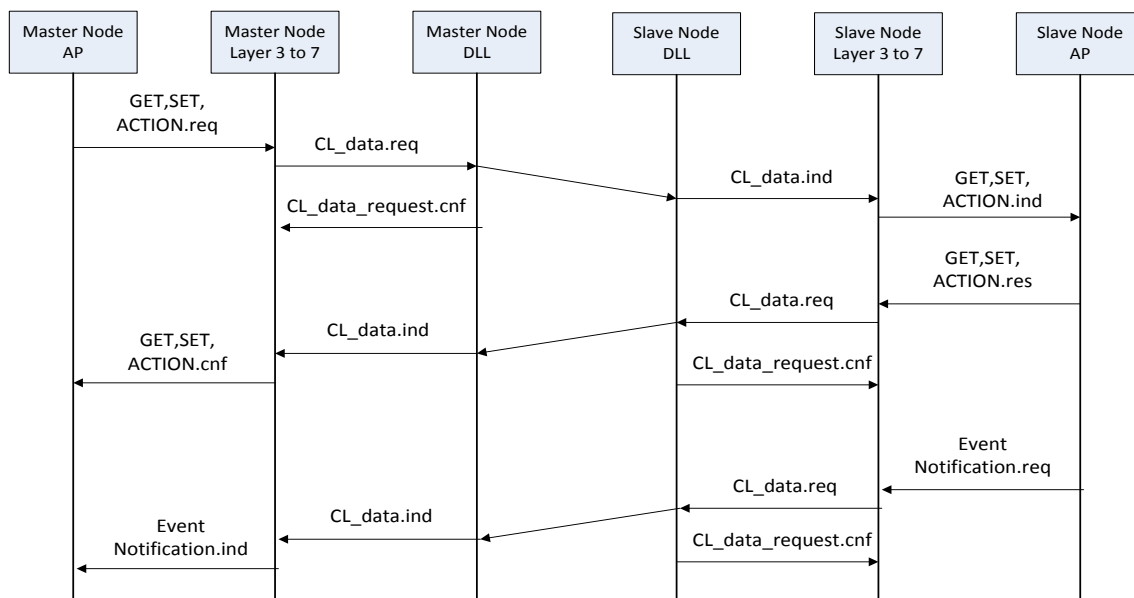 Master Node
AP
Master Node
Layer 3 to 7
Master Node
DLL
Slave Node
DLL
Slave Node
Layer 3 to 7
Slave Node
AP
GET,SET,
ACTION.req
CL_data.req
CL_data.ind
GET,SET,
ACTION.ind
CL_data_request.cnf
GET,SET,
ACTION.res
CL_data.req
CL_data.ind
GET,SET,
ACTION.cnf
CL_data_request.cnf
Event
Notification.req
CL_data.req
CL_data.ind
Event
Notification.ind
CL_data_request.cnf